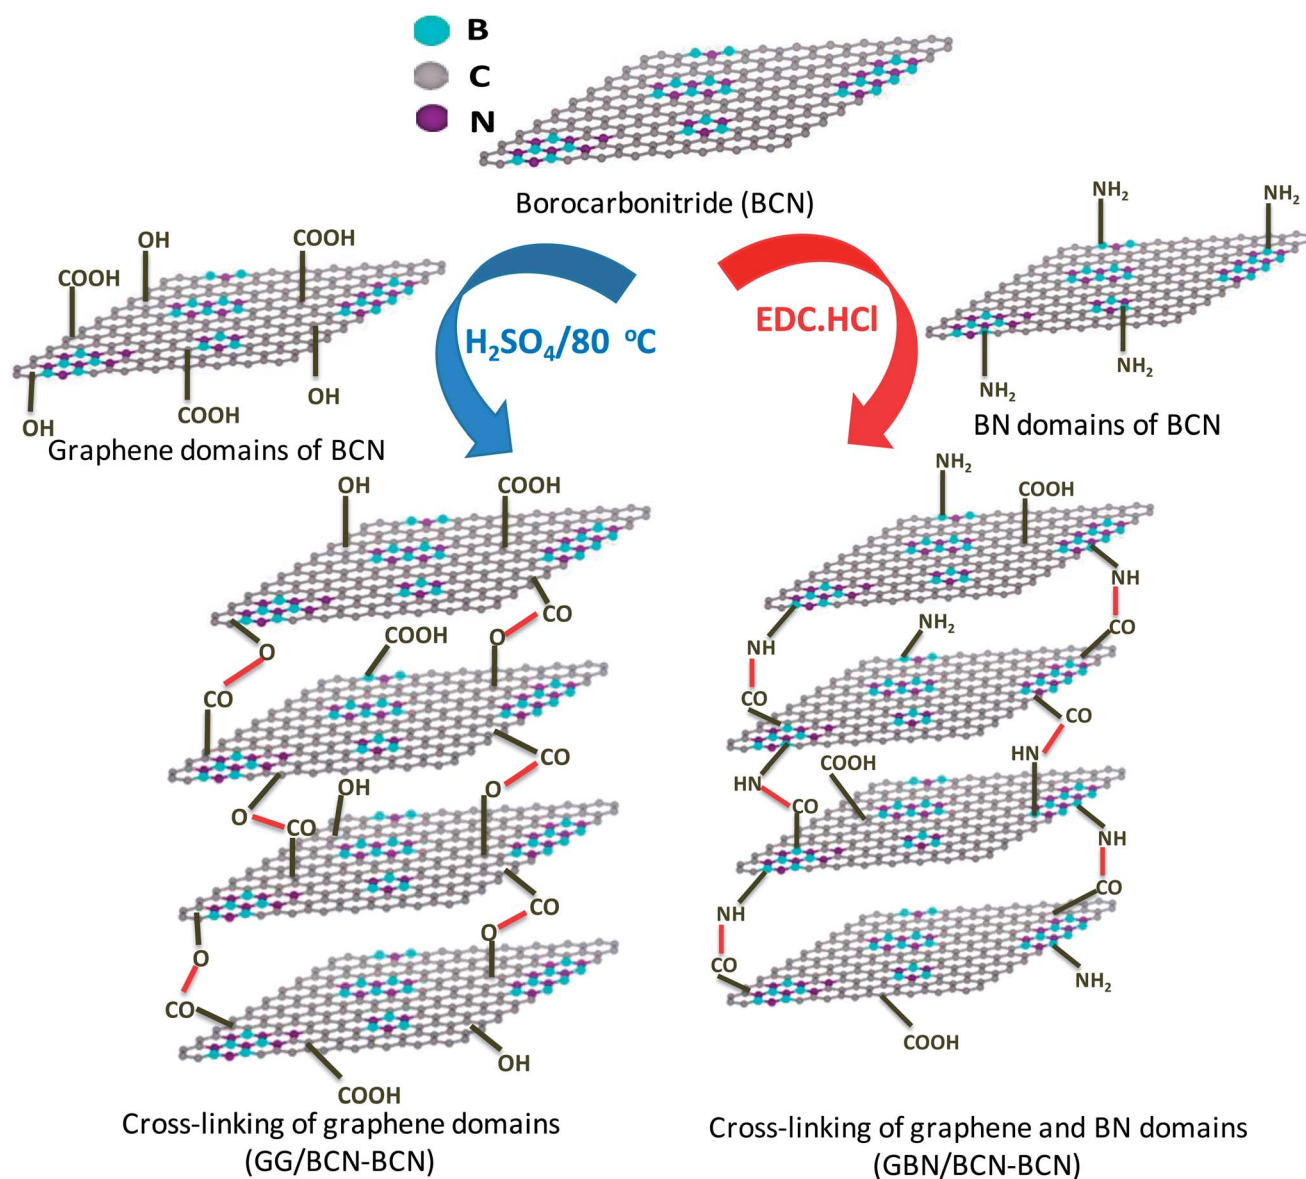 B
C
N
Borocarbonitride (BCN)
OH
COOH
COOH
OH
COOH
OH
Graphene domains of BCN
H₂SO₄/80 ᵒC
EDC.HCl
NH₂
NH₂
NH₂
NH₂
BN domains of BCN
OH
COOH
CO
O
O
COOH
CO
CO
OH
O
O
CO
CO
O
O
CO
OH
COOH
Cross-linking of graphene domains
(GG/BCN-BCN)
NH₂
COOH
NH
CO
NH₂
NH
CO
CO
HN
COOH
HN
CO
NH
CO
NH
CO
NH₂
COOH
Cross-linking of graphene and BN domains
(GBN/BCN-BCN)